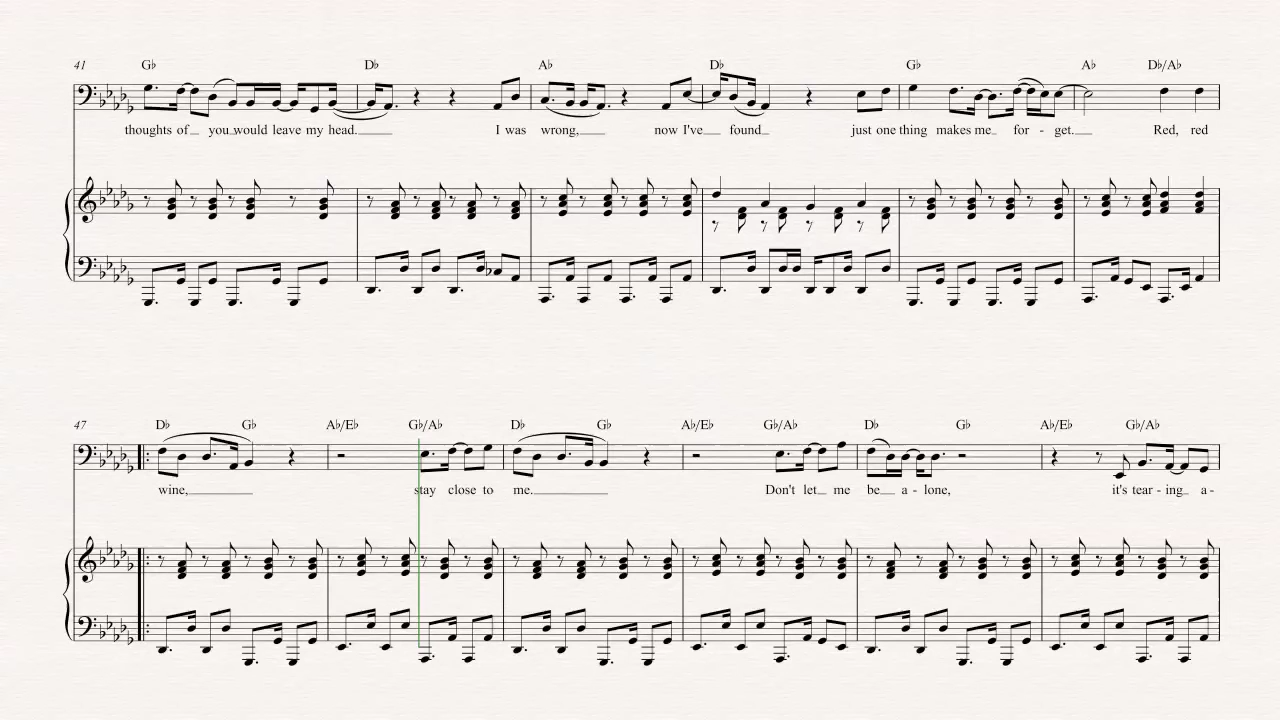 41 G♭ D♭ A♭ D♭ G♭ A♭ D♭/A♭
thoughts of you would leave my head. I was wrong, now I've found just one thing makes me for - get. Red, red
47 D♭ G♭ A♭/E♭ G♭/A♭ D♭ G♭ A♭/E♭ G♭/A♭ D♭ G♭ A♭/E♭ G♭/A♭
wine, stay close to me. Don't let me be a - lone, it's tear - ing a -